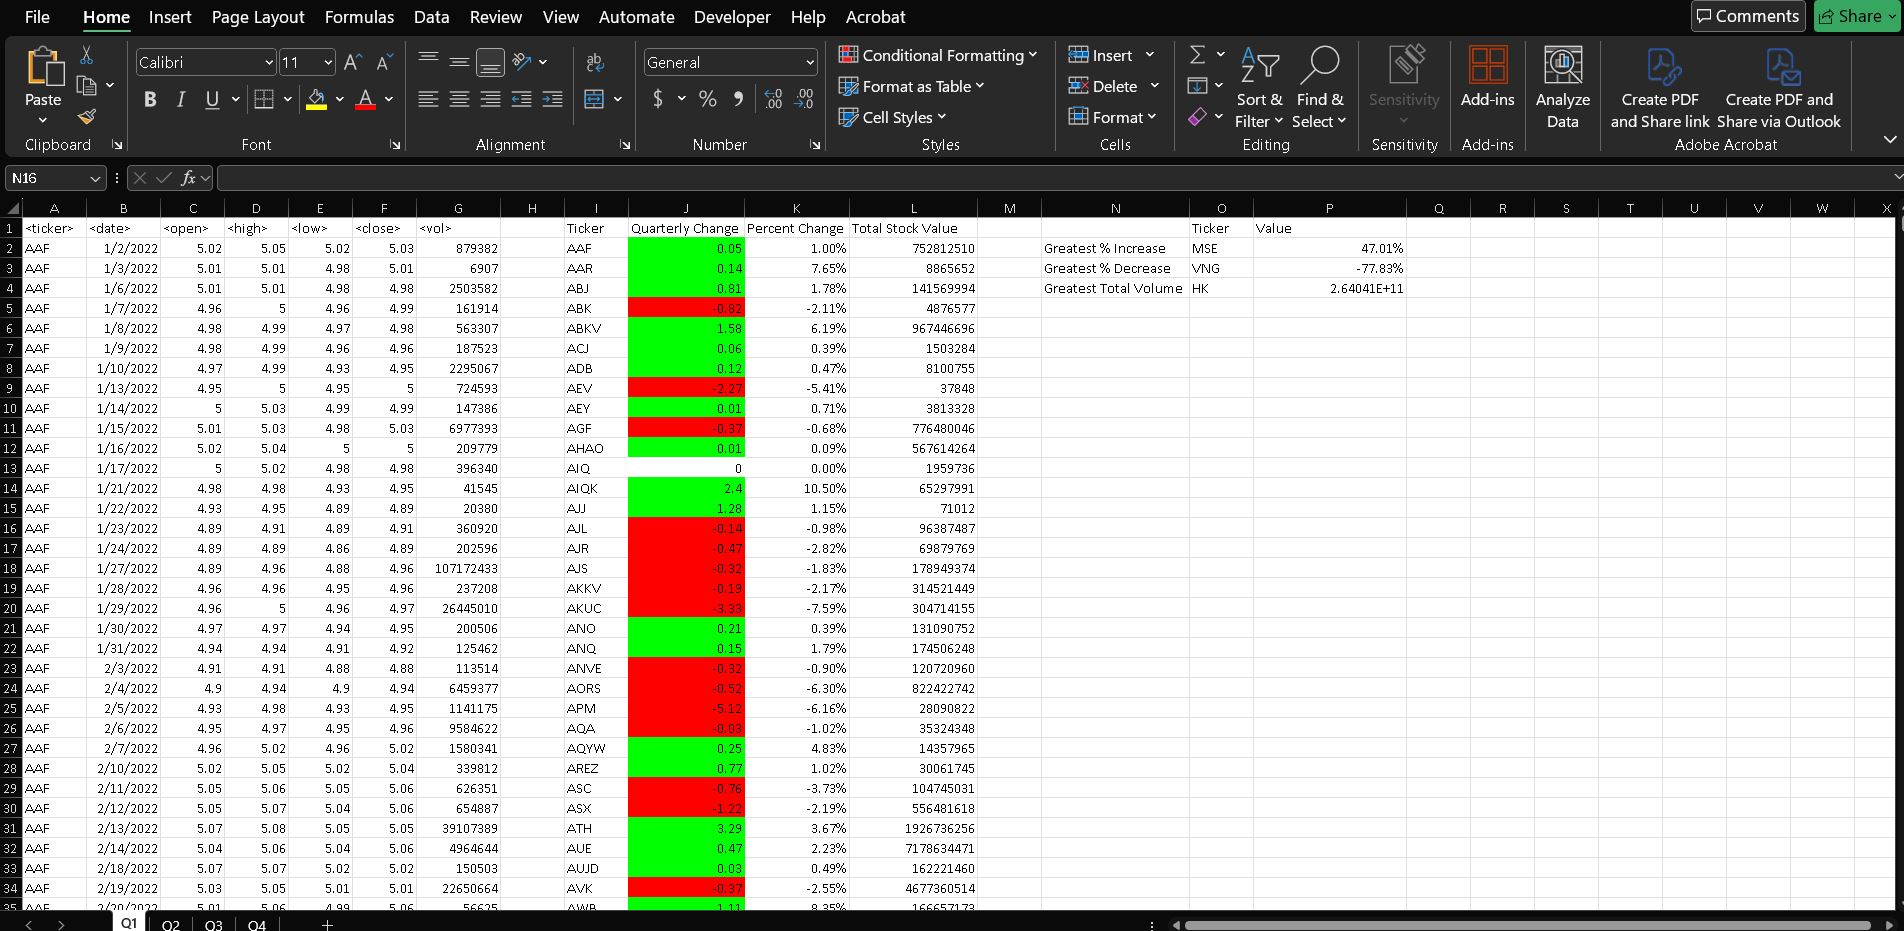 File Home Insert Page Layout Formulas Data Review View Automate Developer Help Acrobat Comments Share
Calibri 11 General Conditional Formatting Insert
Format as Table Delete
Cell Styles Format
Paste B I U A $ % Sort & Filter Find & Select Sensitivity Add-ins Analyze Data Create PDF and Share link Create PDF and Share via Outlook
Clipboard Font Alignment Number Styles Cells Editing Sensitivity Add-ins Adobe Acrobat
N16 fx
A B C D E F G H I J K L M N O P Q R S T U V W X
1 <ticker> <date> <open> <high> <low> <close> <vol> Ticker Quarterly Change Percent Change Total Stock Value Ticker Value
2 AAF 1/2/2022 5.02 5.05 5.02 5.03 879382 AAF 0.05 1.00% 752812510 Greatest % Increase MSE 47.01%
3 AAF 1/3/2022 5.01 5.01 4.98 5.01 6907 AAR 0.14 7.65% 8865652 Greatest % Decrease VNG -77.83%
4 AAF 1/6/2022 5.01 5.01 4.98 4.98 2503582 ABJ 0.81 1.78% 141569994 Greatest Total Volume HK 2.64041E+11
5 AAF 1/7/2022 4.96 5 4.96 4.99 161914 ABK -0.82 -2.11% 4876577
6 AAF 1/8/2022 4.98 4.99 4.97 4.98 563307 ABKV 1.58 6.19% 967446696
7 AAF 1/9/2022 4.98 4.99 4.96 4.96 187523 ACJ 0.06 0.39% 1503284
8 AAF 1/10/2022 4.97 4.99 4.93 4.95 2295067 ADB 0.12 0.47% 8100755
9 AAF 1/13/2022 4.95 5 4.95 5 724593 AEV -2.27 -5.41% 37848
10 AAF 1/14/2022 5 5.03 4.99 4.99 147386 AEY 0.01 0.71% 3813328
11 AAF 1/15/2022 5.01 5.03 4.98 5.03 6977393 AGF -0.37 -0.68% 776480046
12 AAF 1/16/2022 5.02 5.04 5 5 209779 AHAO 0.01 0.09% 567614264
13 AAF 1/17/2022 5 5.02 4.98 4.98 396340 AIQ 0 0.00% 1959736
14 AAF 1/21/2022 4.98 4.98 4.93 4.95 41545 AIQK 2.4 10.50% 65297991
15 AAF 1/22/2022 4.93 4.95 4.89 4.89 20380 AJJ 1.28 1.15% 71012
16 AAF 1/23/2022 4.89 4.91 4.89 4.91 360920 AJL -0.14 -0.98% 96387487
17 AAF 1/24/2022 4.89 4.89 4.86 4.89 202596 AJR -0.47 -2.82% 69879769
18 AAF 1/27/2022 4.89 4.96 4.88 4.96 107172433 AJS -0.32 -1.83% 178949374
19 AAF 1/28/2022 4.96 4.96 4.95 4.96 237208 AKKV -0.19 -2.17% 314521449
20 AAF 1/29/2022 4.96 5 4.96 4.97 26445010 AKUC -3.33 -7.59% 304714155
21 AAF 1/30/2022 4.97 4.97 4.94 4.95 200506 ANO 0.21 0.39% 131090752
22 AAF 1/31/2022 4.94 4.94 4.91 4.92 125462 ANQ 0.15 1.79% 174506248
23 AAF 2/3/2022 4.91 4.91 4.88 4.88 113514 ANVE -0.32 -0.90% 120720960
24 AAF 2/4/2022 4.9 4.94 4.9 4.94 6459377 AORS -0.52 -6.30% 822422742
25 AAF 2/5/2022 4.93 4.98 4.93 4.95 1141175 APM -5.12 -6.16% 28090822
26 AAF 2/6/2022 4.95 4.97 4.95 4.96 9584622 AQA -0.03 -1.02% 35324348
27 AAF 2/7/2022 4.96 5.02 4.96 5.02 1580341 AQYW 0.25 4.83% 14357965
28 AAF 2/10/2022 5.02 5.05 5.02 5.04 339812 AREZ 0.77 1.02% 30061745
29 AAF 2/11/2022 5.05 5.06 5.05 5.06 626351 ASC -0.76 -3.73% 104745031
30 AAF 2/12/2022 5.05 5.07 5.04 5.06 654887 ASX -1.22 -2.19% 556481618
31 AAF 2/13/2022 5.07 5.08 5.05 5.05 39107389 ATH 3.29 3.67% 1926736256
32 AAF 2/14/2022 5.04 5.06 5.04 5.06 4964644 AUE 0.47 2.23% 7178634471
33 AAF 2/18/2022 5.07 5.07 5.02 5.02 150503 AUJD 0.03 0.49% 162221460
34 AAF 2/19/2022 5.03 5.05 5.01 5.01 22650664 AVK -0.37 -2.55% 4677360514
35 AAF 2/20/2022 5.01 5.06 4.99 5.06 56625 AWB 1.11 8.35% 166657173
Q1 Q2 Q3 Q4